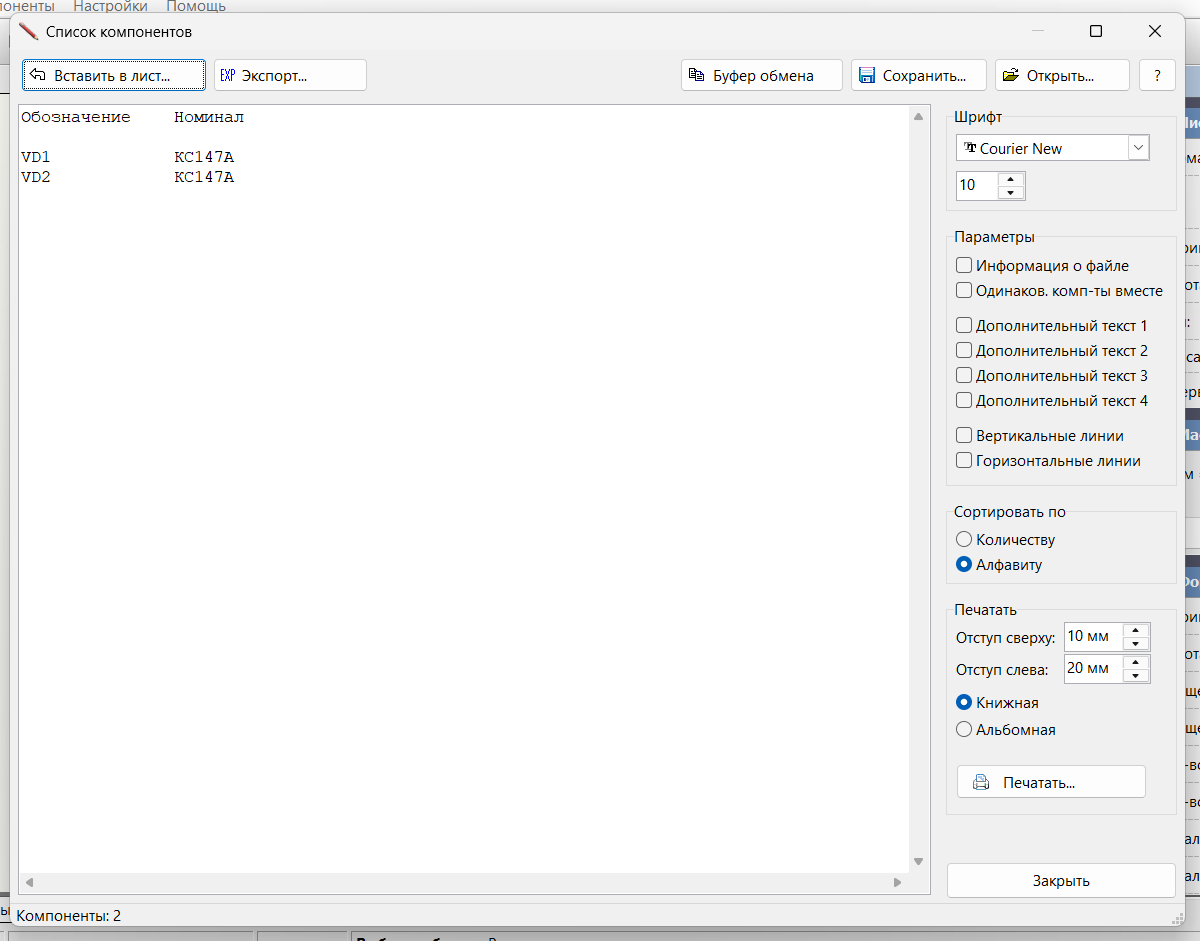 Настройки Помощь
Список компонентов
Вставить в лист... EXP Экспорт... Буфер обмена Сохранить... Открыть... ?
Обозначение Номинал
VD1 КС147А
VD2 КС147А
Шрифт
Courier New
10
Параметры
Информация о файле
Одинаков. комп-ты вместе
Дополнительный текст 1
Дополнительный текст 2
Дополнительный текст 3
Дополнительный текст 4
Вертикальные линии
Горизонтальные линии
Сортировать по
Количеству
Алфавиту
Печатать
Отступ сверху: 10 мм
Отступ слева: 20 мм
Книжная
Альбомная
Печатать...
Закрыть
Компоненты: 2